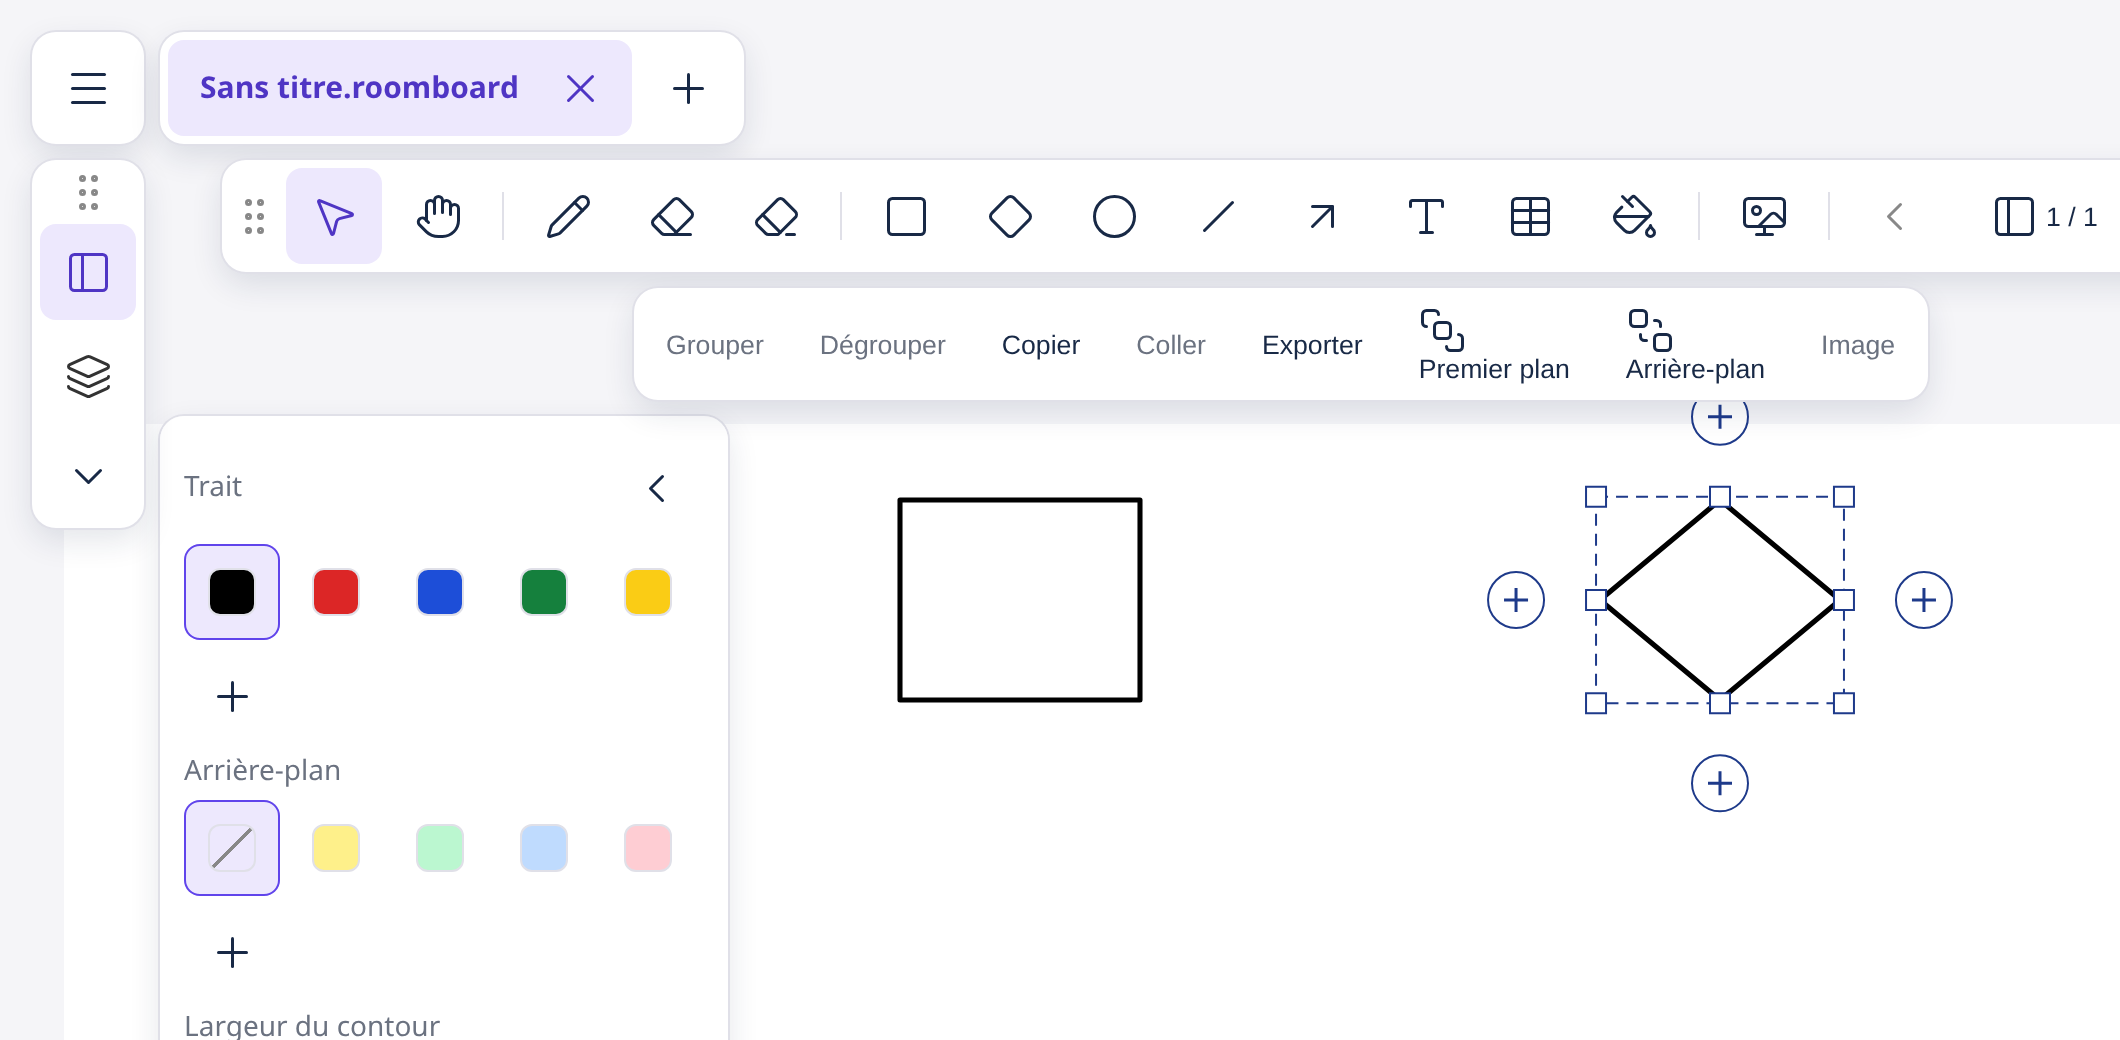 Sans titre.roomboard
1 / 1
Grouper Dégrouper Copier Coller Exporter Premier plan Arrière-plan Image
Trait
Arrière-plan
Largeur du contour